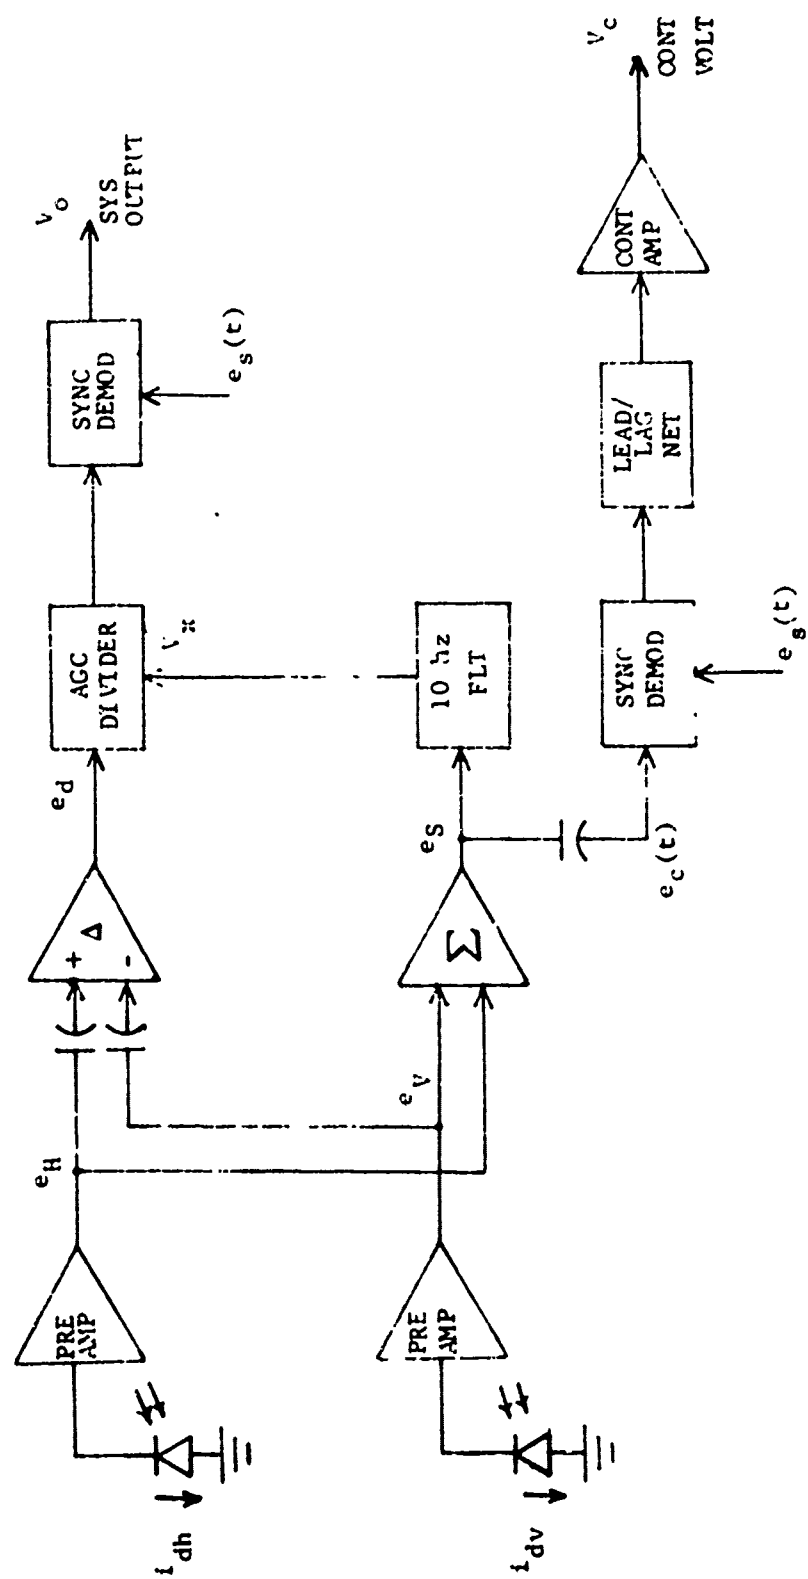 i_dh
PRE
AMP
e_H
+
-
Δ
e_d
AGC
DIVIDER
V_x
SYNC
DEMOD
e_s(t)
V_o
SYS
OUTPUT
i_dv
PRE
AMP
e_V
Σ
e_S
10 hz
FLT
e_c(t)
SYNC
DEMOD
e_s(t)
LEAD/
LAG
NET
CONT
AMP
V_c
CONT
VOLT